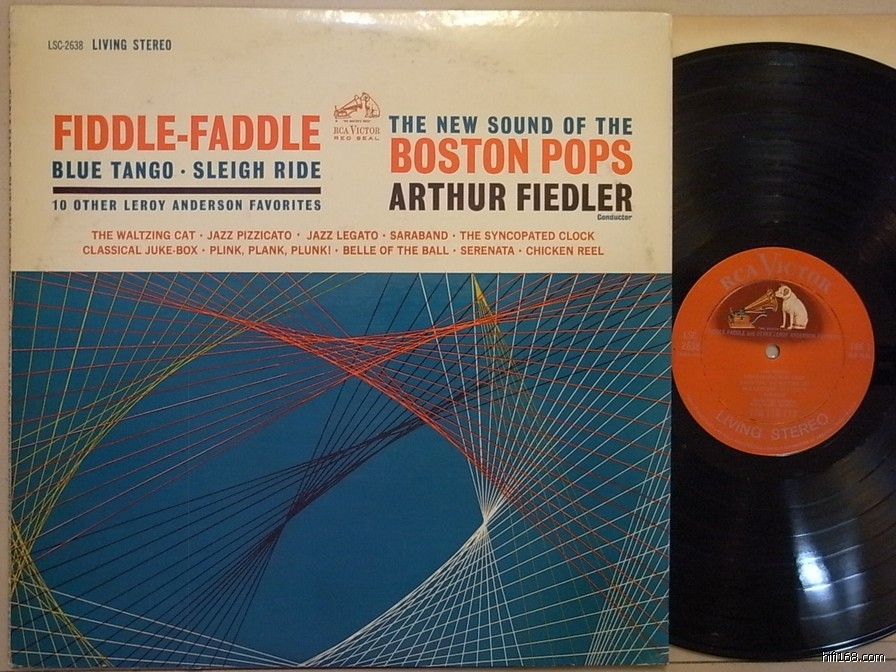 LSC-2638 LIVING STEREO
FIDDLE-FADDLE
BLUE TANGO · SLEIGH RIDE
10 OTHER LEROY ANDERSON FAVORITES
RCA VICTOR
RED SEAL
THE NEW SOUND OF THE
BOSTON POPS
ARTHUR FIEDLER
Conductor
THE WALTZING CAT · JAZZ PIZZICATO · JAZZ LEGATO · SARABAND · THE SYNCOPATED CLOCK
CLASSICAL JUKE-BOX · PLINK, PLANK, PLUNK! · BELLE OF THE BALL · SERENATA · CHICKEN REEL
RCA VICTOR
LSC
2638
LIVING STEREO
hifi168.com